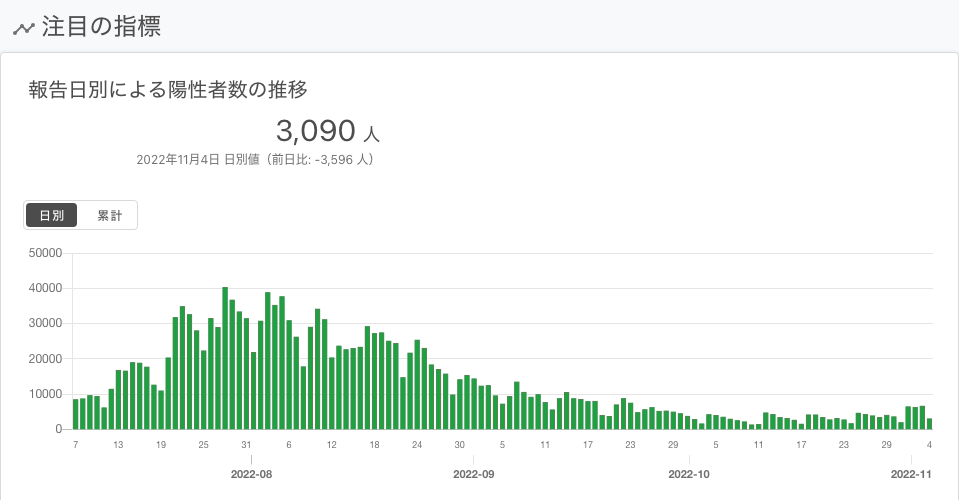 注目の指標
報告日別による陽性者数の推移
3,090 人
2022年11月4日 日別値（前日比: -3,596 人）
日別 累計
50000
40000
30000
20000
10000
0
7 13 19 25 31 6 12 18 24 30 5 11 17 23 29 5 11 17 23 29 4
2022-08 2022-09 2022-10 2022-11